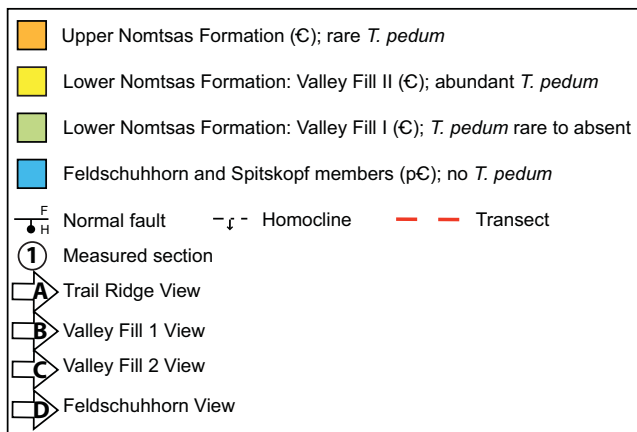 Upper Nomtsas Formation (Ꞓ); rare T. pedum
Lower Nomtsas Formation: Valley Fill II (Ꞓ); abundant T. pedum
Lower Nomtsas Formation: Valley Fill I (Ꞓ); T. pedum rare to absent
Feldschuhhorn and Spitskopf members (pꞒ); no T. pedum
F H Normal fault Homocline Transect
1 Measured section
A Trail Ridge View
B Valley Fill 1 View
C Valley Fill 2 View
D Feldschuhhorn View